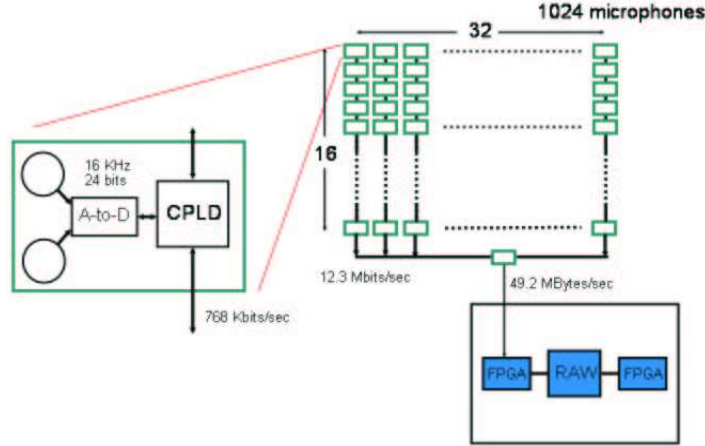 1024 microphones
32
16
16 KHz
24 bits
A-to-D
CPLD
768 Kbits/sec
12.3 Mbits/sec
49.2 MBytes/sec
FPGA
RAW
FPGA